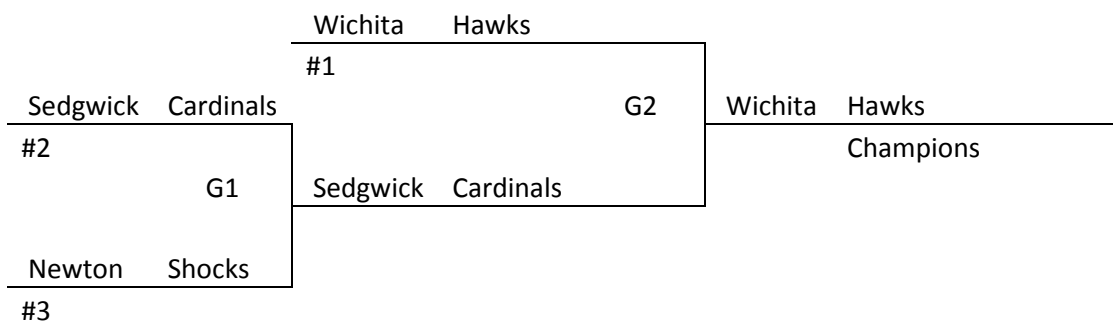 Wichita Hawks
#1
Sedgwick Cardinals G2 Wichita Hawks
#2 Champions
G1 Sedgwick Cardinals
Newton Shocks
#3